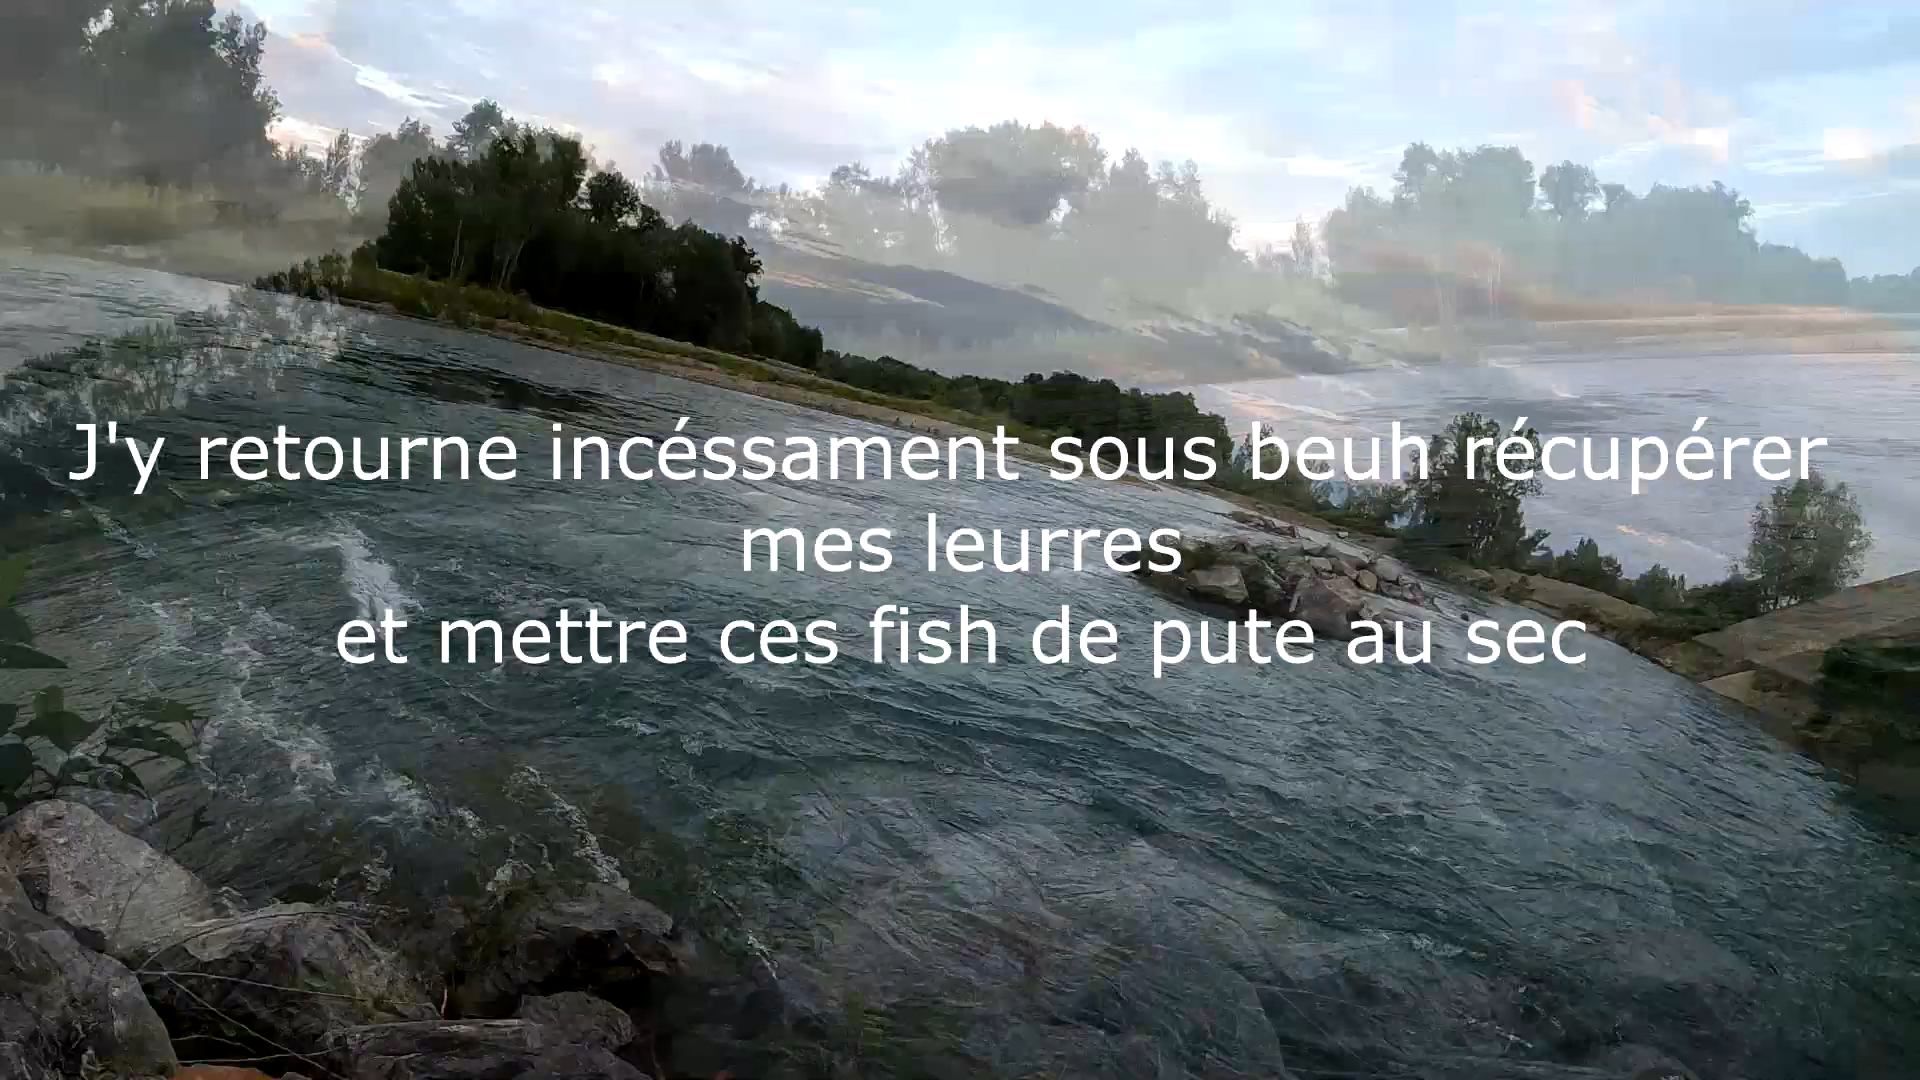 J'y retourne incéssament sous beuh récupérer
mes leurres
et mettre ces fish de pute au sec